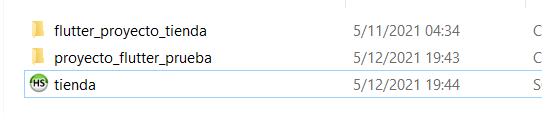 flutter_proyecto_tienda 5/11/2021 04:34 C
proyecto_flutter_prueba 5/12/2021 19:43 C
HS tienda 5/12/2021 19:44 S